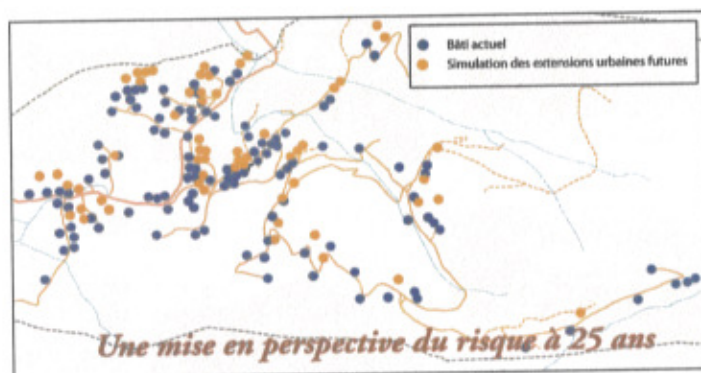 Bâti actuel
Simulation des extensions urbaines futures
Une mise en perspective du risque à 25 ans